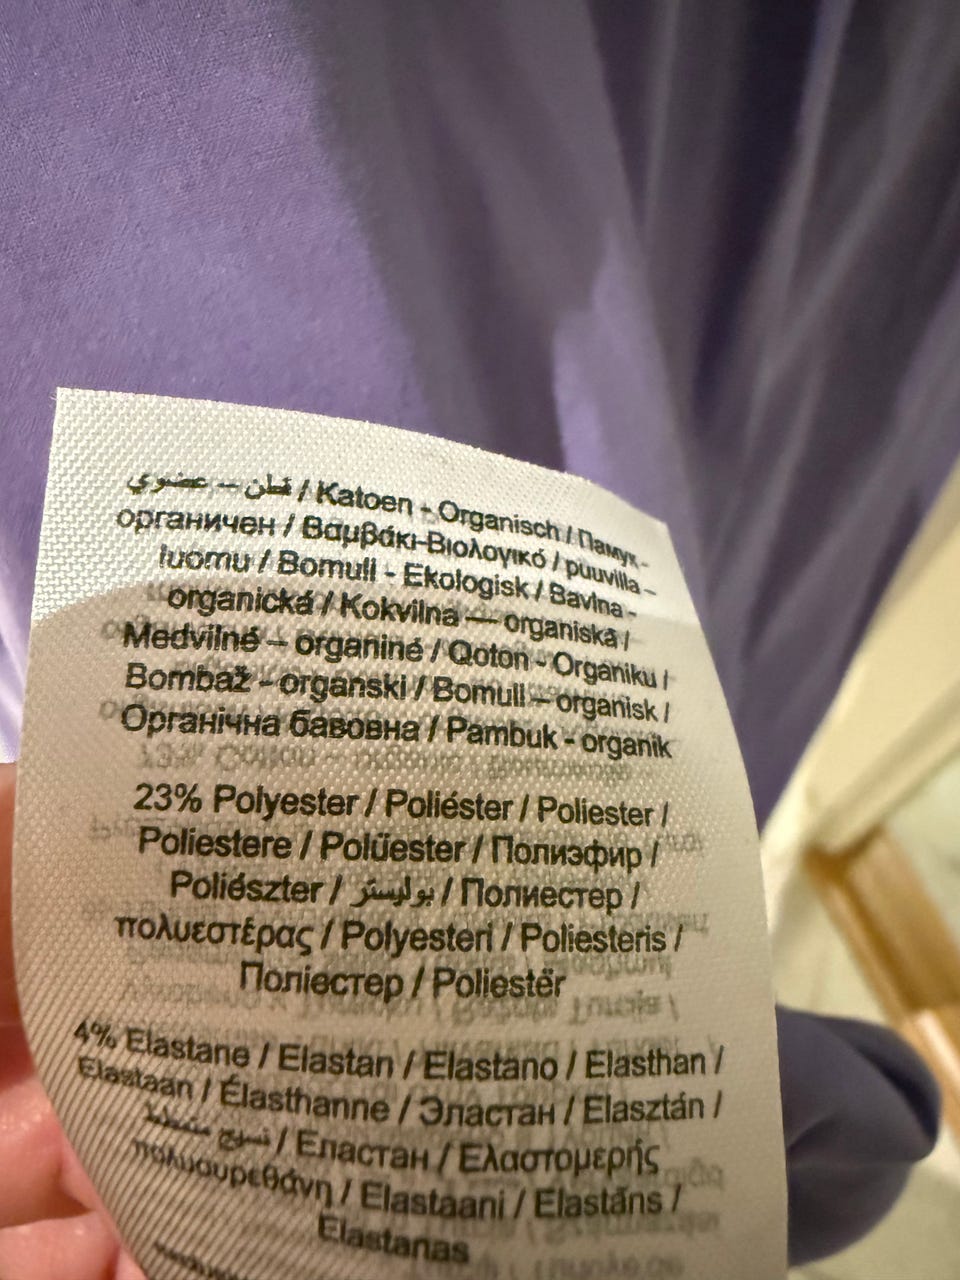 قطن – عضوي / Katoen - Organisch / Памук-
органичен / Βαμβάκι-Βιολογικό / puuvilla –
luomu / Bomull - Ekologisk / Bavlna -
organická / Kokvilna — organiska /
Medvilnė – organinė / Qoton - Organiku /
Bombaž - organski / Bomull – organisk /
Органічна бавовна / Pambuk - organik
23% Polyester / Poliéster / Poliester /
Poliestere / Polüester / Полиэфир /
Poliészter / بوليستر / Полиестер /
πολυεστέρας / Polyesteri / Poliesteris /
Поліестер / Poliestër
4% Elastane / Elastan / Elastano / Elasthan /
Elastaan / Élasthanne / Эластан / Elasztán /
نسيج متمطط / Еластан / Ελαστομερής
πολυουρεθάνη / Elastaani / Elastāns /
Elastanas